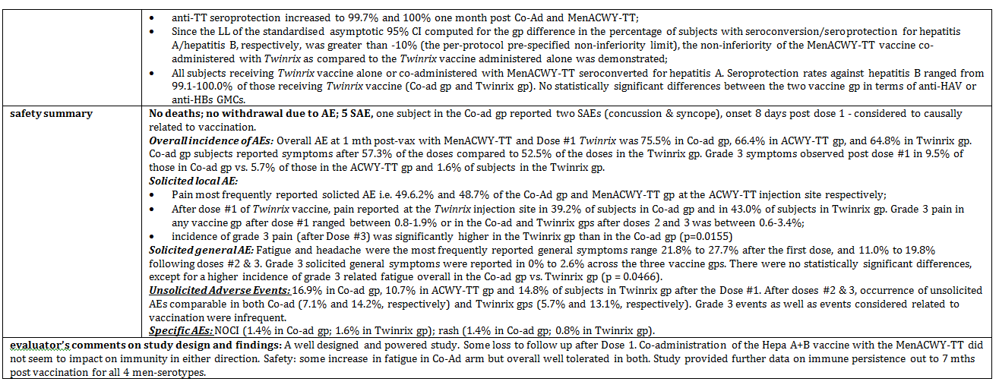 • anti-TT seroprotection increased to 99.7% and 100% one month post Co-Ad and MenACWY-TT;
• Since the LL of the standardised asymptotic 95% CI computed for the gp difference in the percentage of subjects with seroconversion/seroprotection for hepatitis
A/hepatitis B, respectively, was greater than -10% (the per-protocol pre-specified non-inferiority limit), the non-inferiority of the MenACWY-TT vaccine co-
administered with Twinrix as compared to the Twinrix vaccine administered alone was demonstrated;
• All subjects receiving Twinrix vaccine alone or co-administered with MenACWY-TT seroconverted for hepatitis A. Seroprotection rates against hepatitis B ranged from
99.1-100.0% of those receiving Twinrix vaccine (Co-ad gp and Twinrix gp). No statistically significant differences between the two vaccine gp in terms of anti-HAV or
anti-HBs GMCs.
safety summary
No deaths; no withdrawal due to AE; 5 SAE, one subject in the Co-ad gp reported two SAEs (concussion & syncope), onset 8 days post dose 1 - considered to causally
related to vaccination.
Overall incidence of AEs: Overall AE at 1 mth post-vax with MenACWY-TT and Dose #1 Twinrix was 75.5% in Co-ad gp, 66.4% in ACWY-TT gp, and 64.8% in Twinrix gp.
Co-ad gp subjects reported symptoms after 57.3% of the doses compared to 52.5% of the doses in the Twinrix gp. Grade 3 symptoms observed post dose #1 in 9.5% of
those in Co-ad gp vs. 5.7% of those in the ACWY-TT gp and 1.6% of subjects in the Twinrix gp.
Solicited local AE:
• Pain most frequently reported solicted AE i.e. 49.6.2% and 48.7% of the Co-Ad gp and MenACWY-TT gp at the ACWY-TT injection site respectively;
• After dose #1 of Twinrix vaccine, pain reported at the Twinrix injection site in 39.2% of subjects in Co-ad gp and in 43.0% of subjects in Twinrix gp. Grade 3 pain in
any vaccine gp after dose #1 ranged between 0.8-1.9% or in the Co-ad and Twinrix gps after doses 2 and 3 was between 0.6-3.4%;
• incidence of grade 3 pain (after Dose #3) was significantly higher in the Twinrix gp than in the Co-ad gp (p=0.0155)
Solicited general AE: Fatigue and headache were the most frequently reported general symptoms range 21.8% to 27.7% after the first dose, and 11.0% to 19.8%
following doses #2 & 3. Grade 3 solicited general symptoms were reported in 0% to 2.6% across the three vaccine gps. There were no statistically significant differences,
except for a higher incidence of grade 3 related fatigue overall in the Co-ad gp vs. Twinrix gp (p = 0.0466).
Unsolicited Adverse Events: 16.9% in Co-ad gp, 10.7% in ACWY-TT gp and 14.8% of subjects in Twinrix gp after the Dose #1. After doses #2 & 3, occurrence of unsolicited
AEs comparable in both Co-ad (7.1% and 14.2%, respectively) and Twinrix gps (5.7% and 13.1%, respectively). Grade 3 events as well as events considered related to
vaccination were infrequent.
Specific AEs: NOCI (1.4% in Co-ad gp; 1.6% in Twinrix gp); rash (1.4% in Co-ad gp; 0.8% in Twinrix gp).
evaluator's comments on study design and findings: A well designed and powered study. Some loss to follow up after Dose 1. Co-administration of the Hepa A+B vaccine with the MenACWY-TT did
not seem to impact on immunity in either direction. Safety: some increase in fatigue in Co-Ad arm but overall well tolerated in both. Study provided further data on immune persistence out to 7 mths
post vaccination for all 4 men-serotypes.